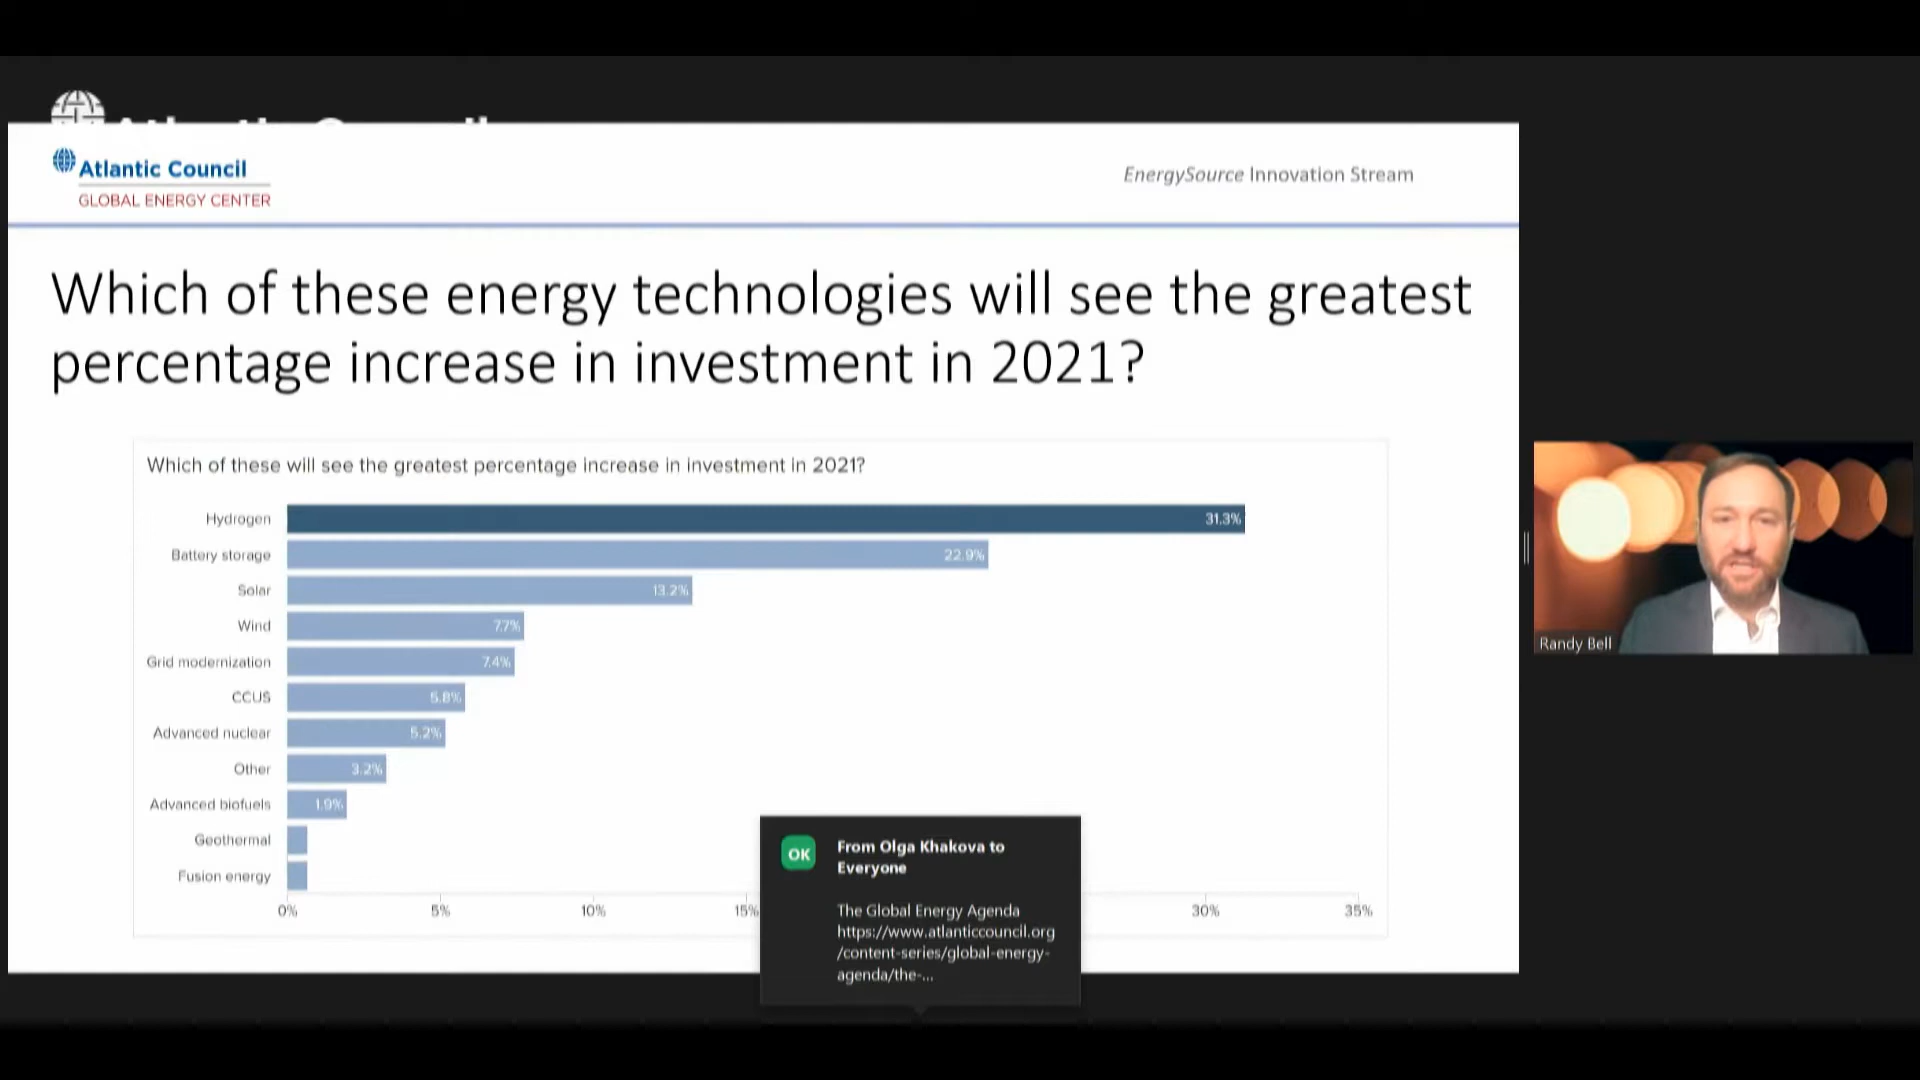 Atlantic Council
Atlantic Council
GLOBAL ENERGY CENTER
EnergySource Innovation Stream
Which of these energy technologies will see the greatest
percentage increase in investment in 2021?
Which of these will see the greatest percentage increase in investment in 2021?
Hydrogen 31.3%
Battery storage 22.9%
Solar 13.2%
Wind 7.7%
Grid modernization 7.4%
CCUS 5.8%
Advanced nuclear 5.2%
Other 3.2%
Advanced biofuels 1.9%
Geothermal
Fusion energy
0% 5% 10% 15% 30% 35%
OK
From Olga Khakova to
Everyone
The Global Energy Agenda
https://www.atlanticcouncil.org
/content-series/global-energy-
agenda/the-...
Randy Bell